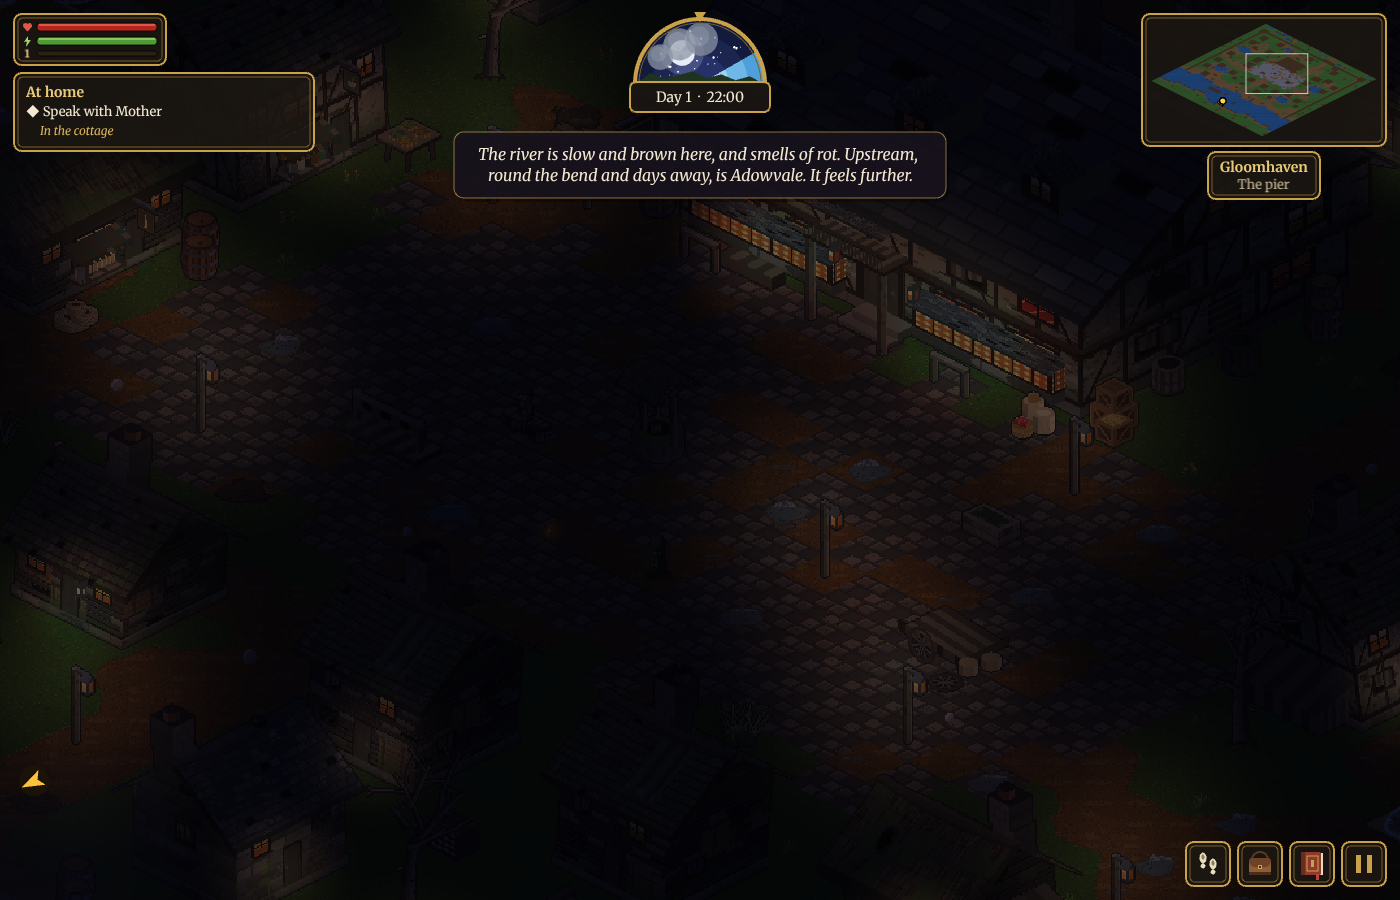 1
At home
Speak with Mother
In the cottage
Day 1 · 22:00
The river is slow and brown here, and smells of rot. Upstream,
round the bend and days away, is Adowvale. It feels further.
Gloomhaven
The pier